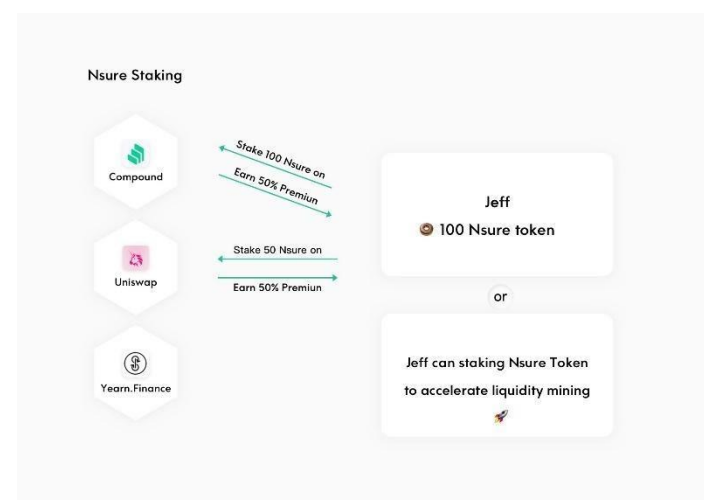 Nsure Staking
Compound
Stake 100 Nsure on
Earn 50% Premiun
Uniswap
Stake 50 Nsure on
Earn 50% Premiun
Yearn.Finance
Jeff
100 Nsure token
or
Jeff can staking Nsure Token
to accelerate liquidity mining